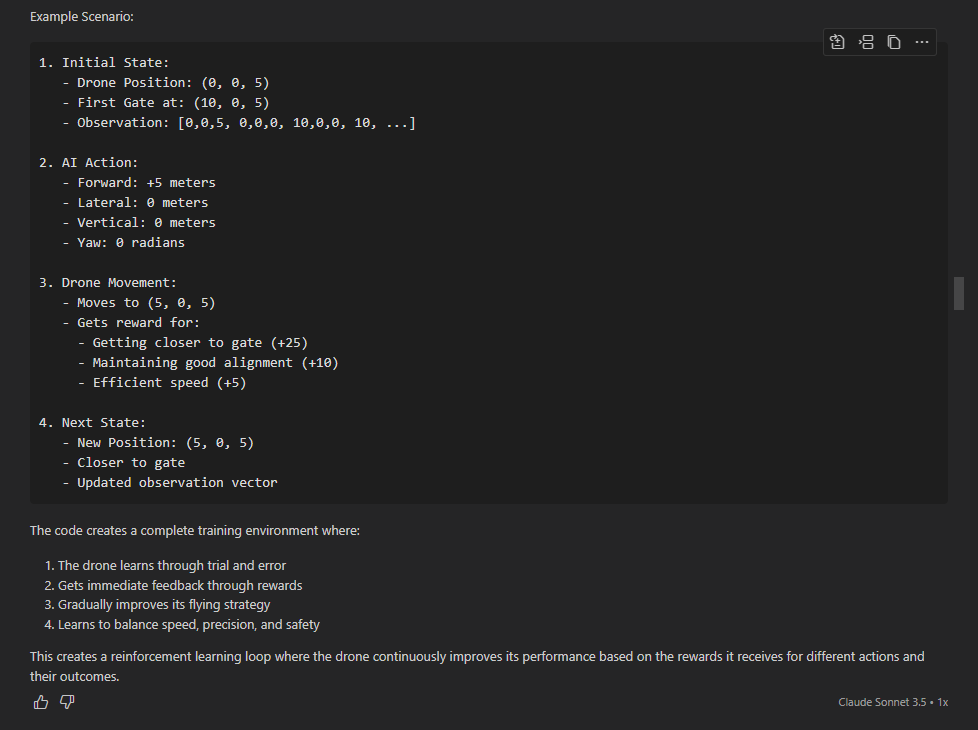 Example Scenario:
1. Initial State:
- Drone Position: (0, 0, 5)
- First Gate at: (10, 0, 5)
- Observation: [0,0,5, 0,0,0, 10,0,0, 10, ...]
2. AI Action:
- Forward: +5 meters
- Lateral: 0 meters
- Vertical: 0 meters
- Yaw: 0 radians
3. Drone Movement:
- Moves to (5, 0, 5)
- Gets reward for:
- Getting closer to gate (+25)
- Maintaining good alignment (+10)
- Efficient speed (+5)
4. Next State:
- New Position: (5, 0, 5)
- Closer to gate
- Updated observation vector
The code creates a complete training environment where:
1. The drone learns through trial and error
2. Gets immediate feedback through rewards
3. Gradually improves its flying strategy
4. Learns to balance speed, precision, and safety
This creates a reinforcement learning loop where the drone continuously improves its performance based on the rewards it receives for different actions and
their outcomes.
Claude Sonnet 3.5 • 1x